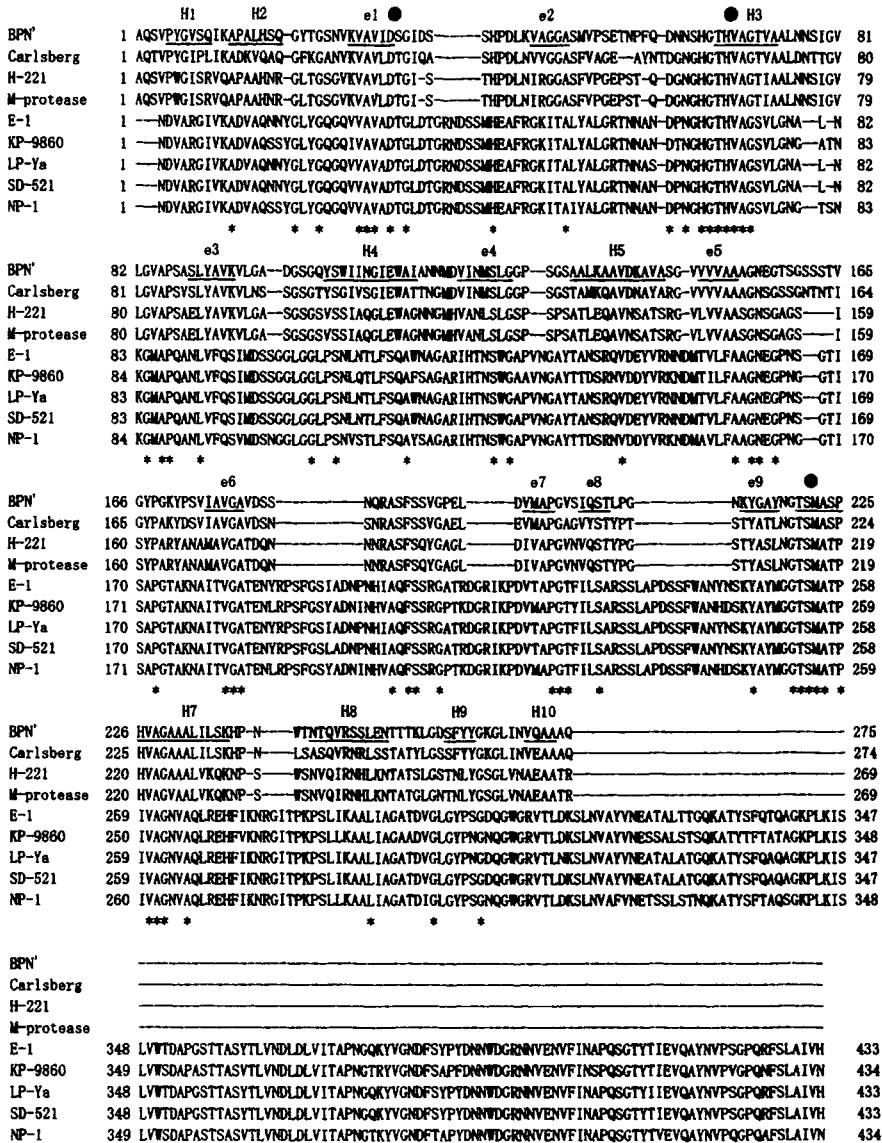 H1 H2 e1 ● e2 ● H3
BPN' 1 AQSVPYGVSQIKAPALHSQ-GYTGSNVKVAVIDSGIDS------SHPDLKVAGGASMVPSETNPFQ-DNNSHGTHVAGTVAALNNSIGV 81
Carlsberg 1 AQTVPYGIPLIKADKVQAQ-GFKGANVKVAVLDTGIQA------SHPDLNVVGGASFVAGE--AYNTDGNGHGTHVAGTVAALDNTTGV 80
H-221 1 AQSVPWGISRVQAPAAHNR-GLTGSGVKVAVLDTGI-S------THPDLNIRGGASFVPGEPST-Q-DGNGHGTHVAGTIAALNNSIGV 79
M-protease 1 AQSVPWGISRVQAPAAHNR-GLTGSGVKVAVLDTGI-S------THPDLNIRGGASFVPGEPST-Q-DGNGHGTHVAGTIAALNNSIGV 79
E-1 1 ---NDVARGIVKADVAQNNYGLYGQGQVVAVADTGLDTGRNDSSMHEAFRGKITALYALGRTNNAN-DPNGHGTHVAGSVLGNA--L-N 82
KP-9860 1 ---NDVARGIVKADVAQSSYGLYGQGQIVAVADTGLDTGRNDSSMHEAFRGKITALYALGRTNNAN-DTNGHGTHVAGSVLGNG--ATN 83
LP-Ya 1 ---NDVARGIVKADVAQNNYGLYGQGQVVAVADTGLDTGRNDSSMHEAFRGKITALYALGRTNNAS-DPNGHGTHVAGSVLGNA--L-N 82
SD-521 1 ---NDVARGIVKADVAQNNYGLYGQGQVVAVADTGLDTGRNDSSMHEAFRGKITALYALGRTNNAN-DPNGHGTHVAGSVLGNA--L-N 82
NP-1 1 ---NDVARGIVKADVAQSSYGLYGQGQVVAVADTGLDTGRNDSSMHEAFRGKITAIYALGRTNNAN-DPNGHGTHVAGSVLGNG--TSN 83
* * * *** * * * * * * *******
e3 H4 e4 H5 e5
BPN' 82 LGVAPSASLYAVKVLGA--DGSGQYSWIINGIEWAIANNMDVINMSLGGP--SGSAALKAAVDKAVASG-VVVVAAAGNEGTSGSSSTV 165
Carlsberg 81 LGVAPSVSLYAVKVLNS--SGSGTYSGIVSGIEWATTNGMDVINMSLGGP--SGSTAMKQAVDNAYARG-VVVVAAAGNSGSSGNTNTI 164
H-221 80 LGVAPSAELYAVKVLGA--SGSGSVSSIAQGLEWAGNNGMHVANLSLGSP--SPSATLEQAVNSATSRG-VLVVAASGNSGAGS---I 159
M-protease 80 LGVAPSAELYAVKVLGA--SGSGSVSSIAQGLEWAGNNGMHVANLSLGSP--SPSATLEQAVNSATSRG-VLVVAASGNSGAGS---I 159
E-1 83 KGMAPQANLVFQSIMDSSGGLGGLPSNLNTLFSQAWNAGARIHTNSWGAPVNGAYTANSRQVDEYVRNNDMTVLFAAGNEGPNS---GTI 169
KP-9860 84 KGMAPQANLVFQSIMDSSGGLGGLPSNLQTLFSQAFSAGARIHTNSWGAAVNGAYTTDSRNVDDYVRKNDMTILFAAGNEGPNG---GTI 170
LP-Ya 83 KGMAPQANLVFQSIMDSSGGLGGLPSNLNTLFSQAWNAGARIHTNSWGAPVNGAYTANSRQVDEYVRNNDMTVLFAAGNEGPNS---GTI 169
SD-521 83 KGMAPQANLVFQSIMDSSGGLGGLPSNLNTLFSQAWNAGARIHTNSWGAPVNGAYTANSRQVDEYVRNNDMTVLFAAGNEGPNS---GTI 169
NP-1 84 KGMAPQANLVFQSVMDSNGGLGGLPSNVSTLFSQAYSAGARIHTNSWGAPVNGAYTTDSRNVDDYVRKNDMAVLFAAGNEGPNG---GTI 170
* ** * * * * * * * * ** *
e6 e7 e8 e9 ●
BPN' 166 GYPGKYPSVIAVGAVDSS-----------NQRASFSSVGPEL------DVMAPGVSIQSTLPG-----------NKYGAYNGTSMASP 225
Carlsberg 165 GYPAKYDSVIAVGAVDSN-----------SNRASFSSVGAEL------EVMAPGAGVYSTYPT-----------STYATLNGTSMASP 224
H-221 160 SYPARYANAMAVGATDQN-----------NNRASFSQYGAGL------DIVAPGVNVQSTYPG-----------STYASLNGTSMATP 219
M-protease 160 SYPARYANAMAVGATDQN-----------NNRASFSQYGAGL------DIVAPGVNVQSTYPG-----------STYASLNGTSMATP 219
E-1 170 SAPGTAKNAITVGATENYRPSFGSIADNPNHIAQFSSRGATRDGRIKPDVTAPGTFILSARSSLAPDSSFWANYNSKYAYMGGTSMATP 258
KP-9860 171 SAPGTAKNAITVGATENLRPSFGSYADNINHVAQFSSRGPTKDGRIKPDVMAPGTYILSARSSLAPDSSFWANHDSKYAYMGGTSMATP 259
LP-Ya 170 SAPGTAKNAITVGATENYRPSFGSIADNPNHIAQFSSRGATRDGRIKPDVTAPGTFILSARSSLAPDSSFWANYNSKYAYMGGTSMATP 258
SD-521 170 SAPGTAKNAITVGATENYRPSFGSLADNPNHIAQFSSRGATRDGRIKPDVTAPGTFILSARSSLAPDSSFWANYNSKYAYMGGTSMATP 258
NP-1 171 SAPGTAKNAITVGATENLRPSFGSYADNINHVAQFSSRGPTKDGRIKPDVMAPGTFILSARSSLAPDSSFWANHDSKYAYMGGTSMATP 259
* *** * ** * *** * * ***** *
H7 H8 H9 H10
BPN' 226 HVAGAAALILSKHP-N----WTNTQVRSSLENTTTKLGDSFYYGKGLINVQAAAQ 275
Carlsberg 225 HVAGAAALILSKHP-N----LSASQVRNRLSSTATYLGSSFYYGKGLINVEAAAQ 274
H-221 220 HVAGAAALVKQKNP-S----WSNVQIRNHLKNTATSLGSTNLYGSGLVNAEAATR 269
M-protease 220 HVAGVAALVKQKNP-S----WSNVQIRNHLKNTATGLGNTNLYGSGLVNAEAATR 269
E-1 259 IVAGNVAQLREHFIKNRGITPKPSLIKAALIAGATDVGLGYPSGDQGWGRVTLDKSLNVAYVNEATALTTGQKATYSFQTQAGKPLKIS 347
KP-9860 250 IVAGNVAQLREHFVKNRGITPKPSLLKAALIAGAADVGLGYPNGNQGWGRVTLDKSLNVAYVNESSALSTSQKATYTFTATAGKPLKIS 348
LP-Ya 259 IVAGNVAQLREHFIKNRGITPKPSLIKAALIAGATDVGLGYPNGDQGWGRVTLNKSLNVAYVNEATALATGQKATYSFQAQAGKPLKIS 347
SD-521 259 IVAGNVAQLREHFIKNRGITPKPSLIKAALIAGATDVGLGYPSGDQGWGRVTLDKSLNVAYVNEATALATGQKATYSFQAQAGKPLKIS 347
NP-1 260 IVAGNVAQLREHFIKNRGITPKPSLLKAALIAGATDIGLGYPSGNQGWGRVTLDKSLNVAFVNETSSLSTNQKATYSFTAQSGKPLKIS 348
*** * * * *
BPN'
Carlsberg
H-221
M-protease
E-1 348 LVWTDAPGSTTASYTLVNDLDLVITAPNGQKYVGNDFSYPYDNNWDGRNNVENVFINAPQSGTYTIEVQAYNVPSGPQRFSLAIVH 433
KP-9860 349 LVWSDAPASTTASVTLVNDLDLVITAPNGTRYVGNDFSAPFDNNWDGRNNVENVFINSPQSGTYTIEVQAYNVPVGPQNFSLAIVN 434
LP-Ya 348 LVWTDAPGSTTASYTLVNDLDLVITAPNGQKYVGNDFSYPYDNNWDGRNNVENVFINAPQSGTYTIEVQAYNVPSGPQRFSLAIVH 433
SD-521 348 LVWTDAPGSTTASYTLVNDLDLVITAPNGQKYVGNDFSYPYDNNWDGRNNVENVFINAPQSGTYTIEVQAYNVPSGPQRFSLAIVH 433
NP-1 349 LVWSDAPASTSASVTLVNDLDLVITAPNGTKYVGNDFTAPYDNNWDGRNNVENVFINAPQSGTYTVEVQAYNVPQGPQAFSLAIVN 434